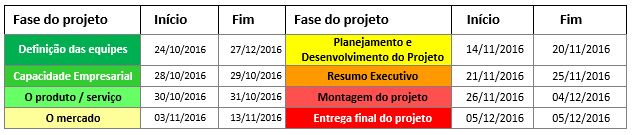 Fase do projeto Início Fim Fase do projeto Início Fim
Definição das equipes 24/10/2016 27/12/2016 Planejamento e Desenvolvimento do Projeto 14/11/2016 20/11/2016
Capacidade Empresarial 28/10/2016 29/10/2016 Resumo Executivo 21/11/2016 25/11/2016
O produto / serviço 30/10/2016 31/10/2016 Montagem do projeto 26/11/2016 04/12/2016
O mercado 03/11/2016 13/11/2016 Entrega final do projeto 05/12/2016 05/12/2016